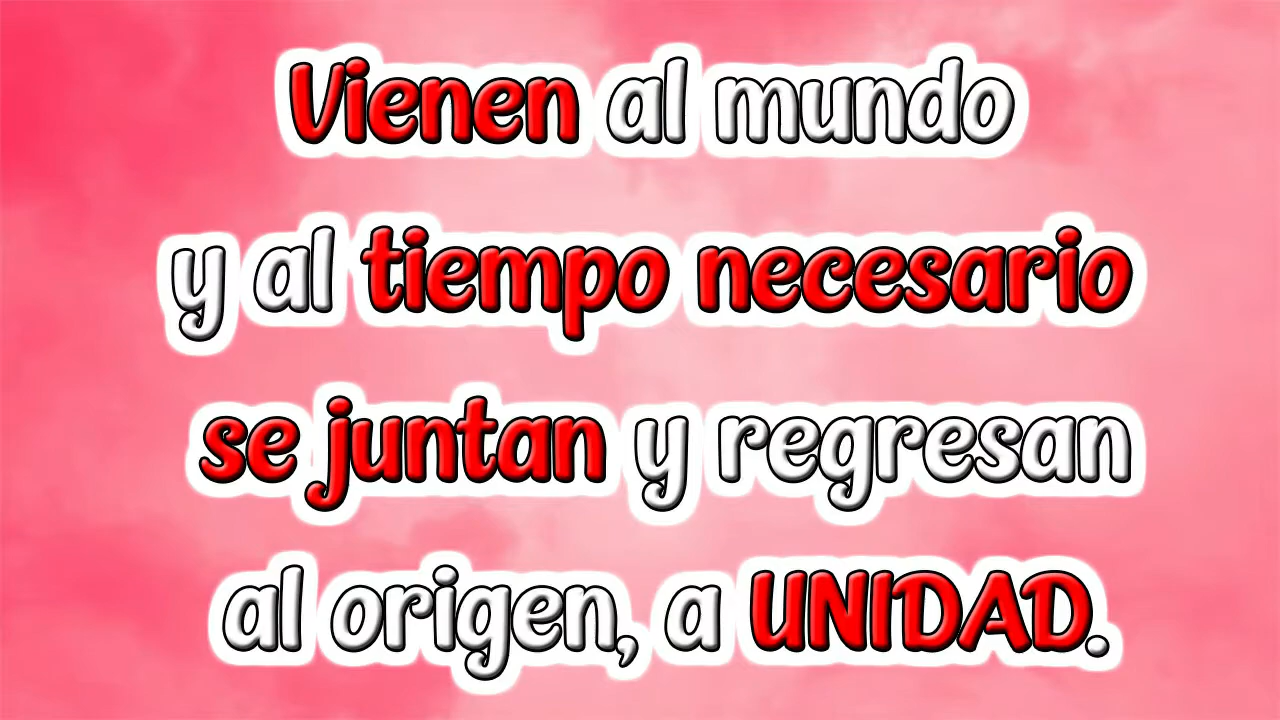 Vienen al mundo
y al tiempo necesario
se juntan y regresan
al origen, a UNIDAD.